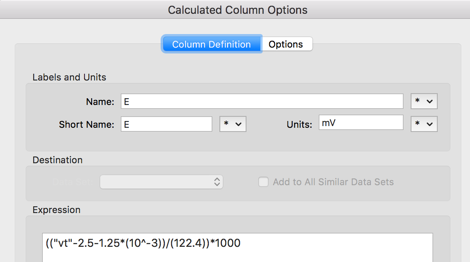 Calculated Column Options
Column Definition Options
Labels and Units
Name: E *
Short Name: E * Units: mV *
Destination
Add to All Similar Data Sets
Expression
(("vt"-2.5-1.25*(10^-3))/(122.4))*1000